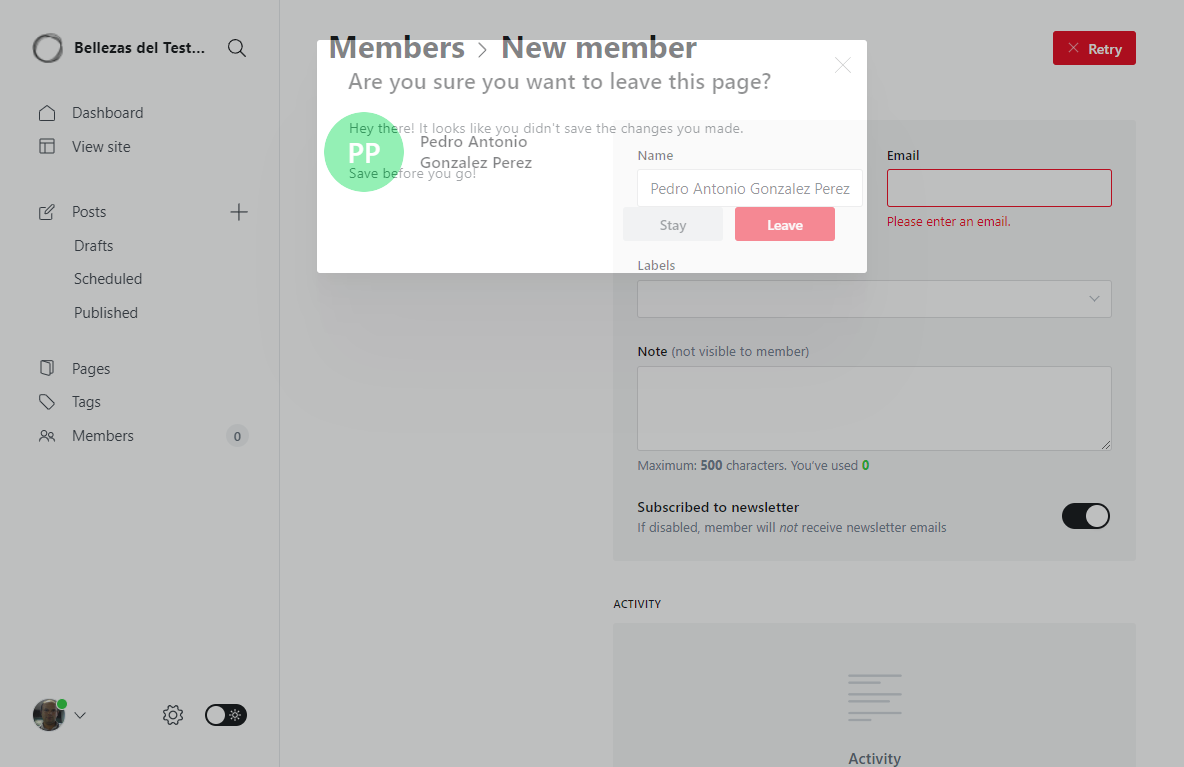 Bellezas del Test...
Dashboard
View site
Posts
Drafts
Scheduled
Published
Pages
Tags
Members
0
Members > New member
Retry
Are you sure you want to leave this page?
Hey there! It looks like you didn't save the changes you made.
Save before you go!
Stay
Leave
PP
Pedro Antonio
Gonzalez Perez
Name
Pedro Antonio Gonzalez Perez
Email
Please enter an email.
Labels
Note (not visible to member)
Maximum: 500 characters. You've used 0
Subscribed to newsletter
If disabled, member will not receive newsletter emails
ACTIVITY
Activity